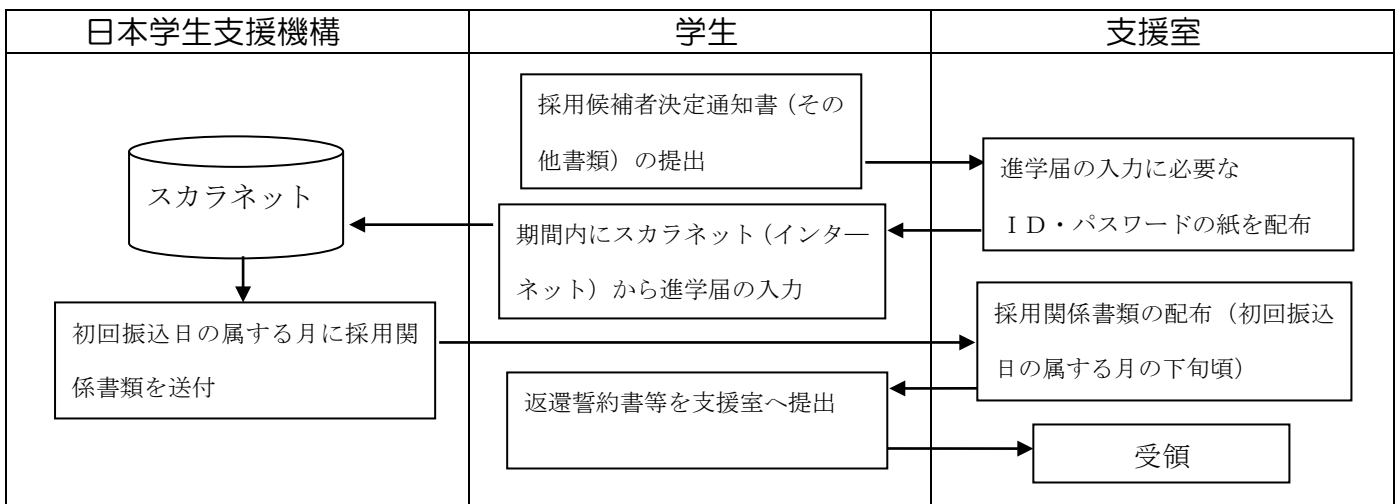 日本学生支援機構
学生
支援室
採用候補者決定通知書（その
他書類）の提出
進学届の入力に必要な
ＩＤ・パスワードの紙を配布
スカラネット
期間内にスカラネット（インター
ネット）から進学届の入力
初回振込日の属する月に採用関
係書類を送付
採用関係書類の配布（初回振込
日の属する月の下旬頃）
返還誓約書等を支援室へ提出
受領